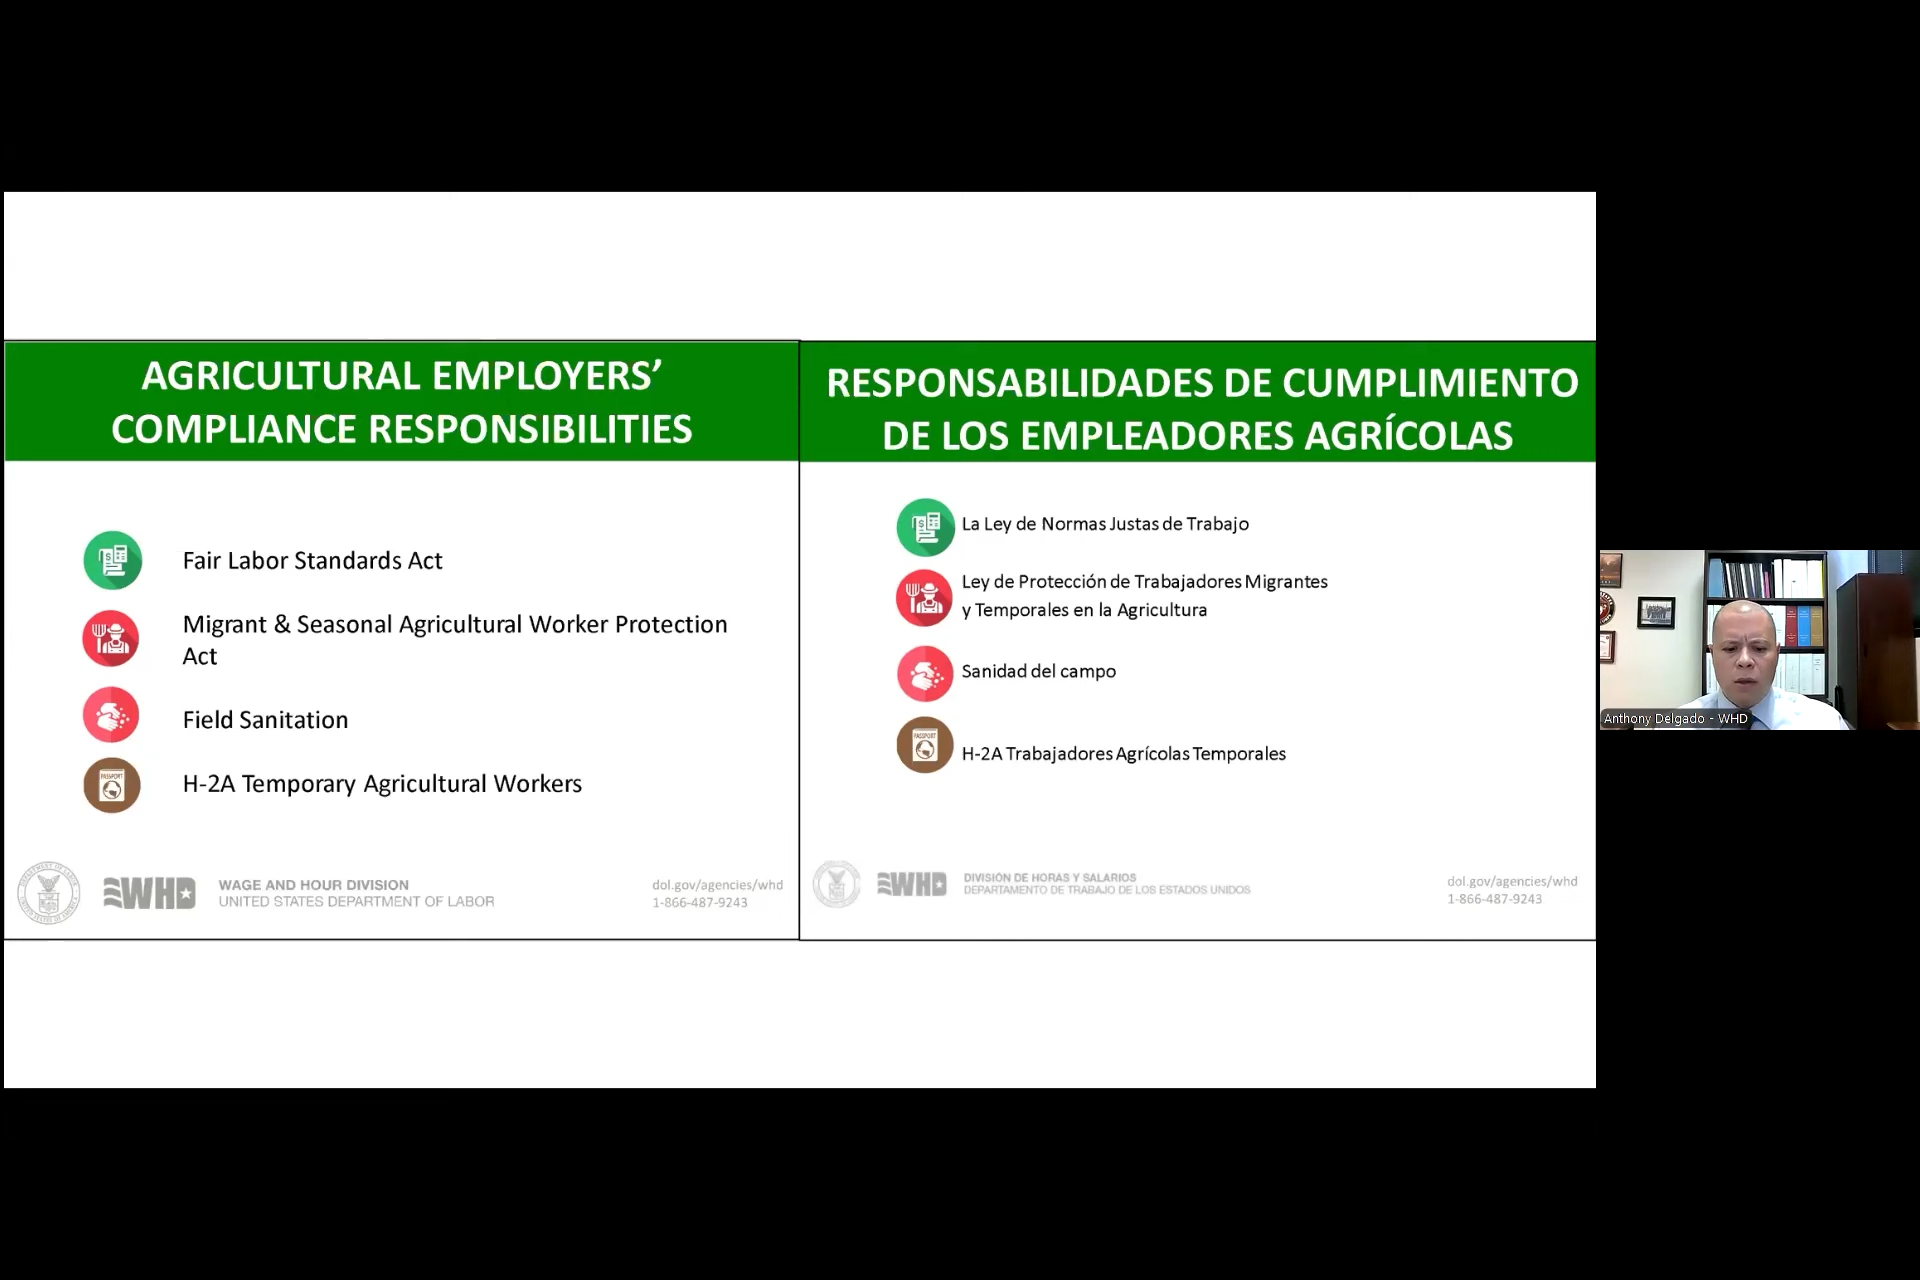 AGRICULTURAL EMPLOYERS’
COMPLIANCE RESPONSIBILITIES
Fair Labor Standards Act
Migrant & Seasonal Agricultural Worker Protection
Act
Field Sanitation
PASSPORT
H-2A Temporary Agricultural Workers
WHD
WAGE AND HOUR DIVISION
UNITED STATES DEPARTMENT OF LABOR
dol.gov/agencies/whd
1-866-487-9243
RESPONSABILIDADES DE CUMPLIMIENTO
DE LOS EMPLEADORES AGRÍCOLAS
La Ley de Normas Justas de Trabajo
Ley de Protección de Trabajadores Migrantes
y Temporales en la Agricultura
Sanidad del campo
PASSPORT
H-2A Trabajadores Agrícolas Temporales
WHD
DIVISIÓN DE HORAS Y SALARIOS
DEPARTAMENTO DE TRABAJO DE LOS ESTADOS UNIDOS
dol.gov/agencies/whd
1-866-487-9243
Anthony Delgado - WHD